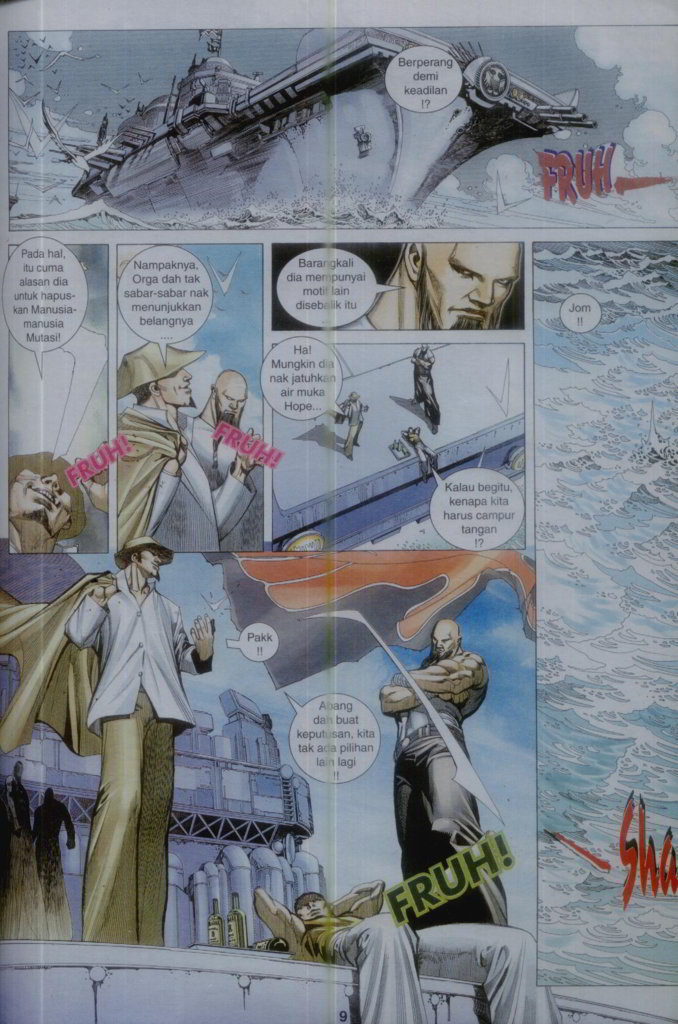 Berperang
demi
keadilan
!?
FRUH
Pada hal,
itu cuma
alasan dia
untuk hapus-
kan Manusia-
manusia
Mutasi!
FRUH!
Nampaknya,
Orga dah tak
sabar-sabar nak
menunjukkan
belangnya
....
FRUH!
Barangkali
dia mempunyai
motif lain
disebalik itu
Ha!
Mungkin dia
nak jatuhkan
air muka
Hope...
Kalau begitu,
kenapa kita
harus campur
tangan
!?
Jom
!!
Pakk
!!
Abang
dah buat
keputusan, kita
tak ada pilihan
lain lagi
!!
FRUH!
Sha
9